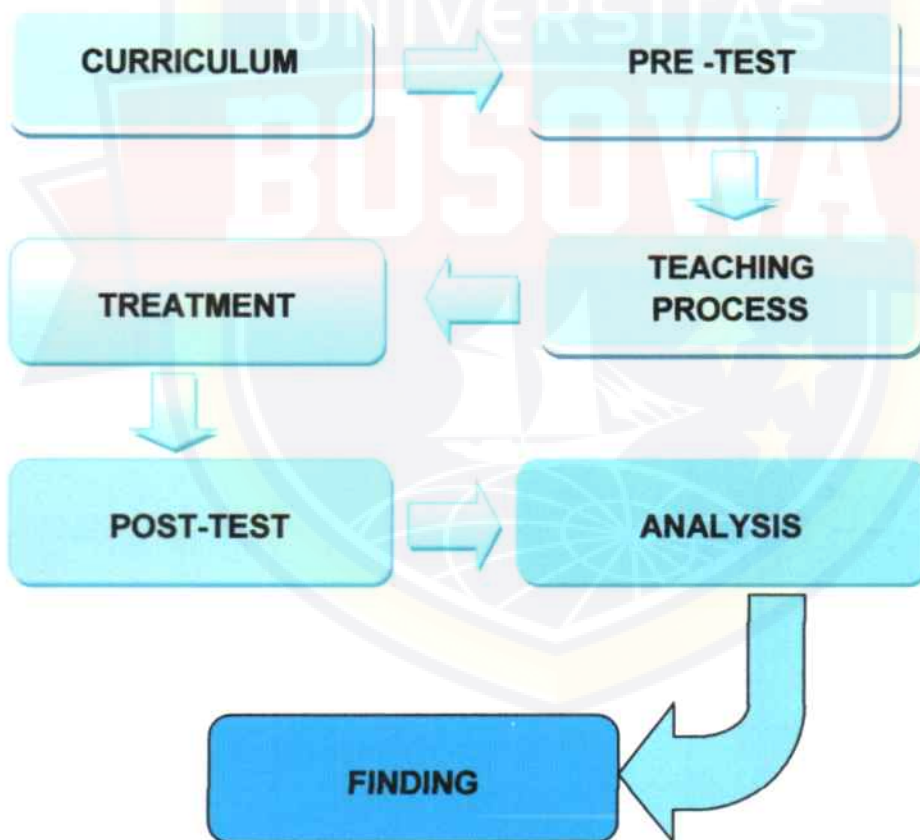 UNIVERSITAS
BOSOWA
CURRICULUM
PRE -TEST
TEACHING
PROCESS
TREATMENT
POST-TEST
ANALYSIS
FINDING